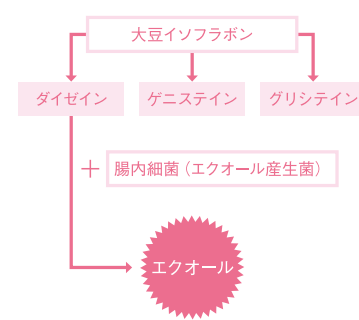 大豆イソフラボン
ダイゼイン
ゲニステイン
グリシテイン
＋ 腸内細菌（エクオール産生菌）
エクオール